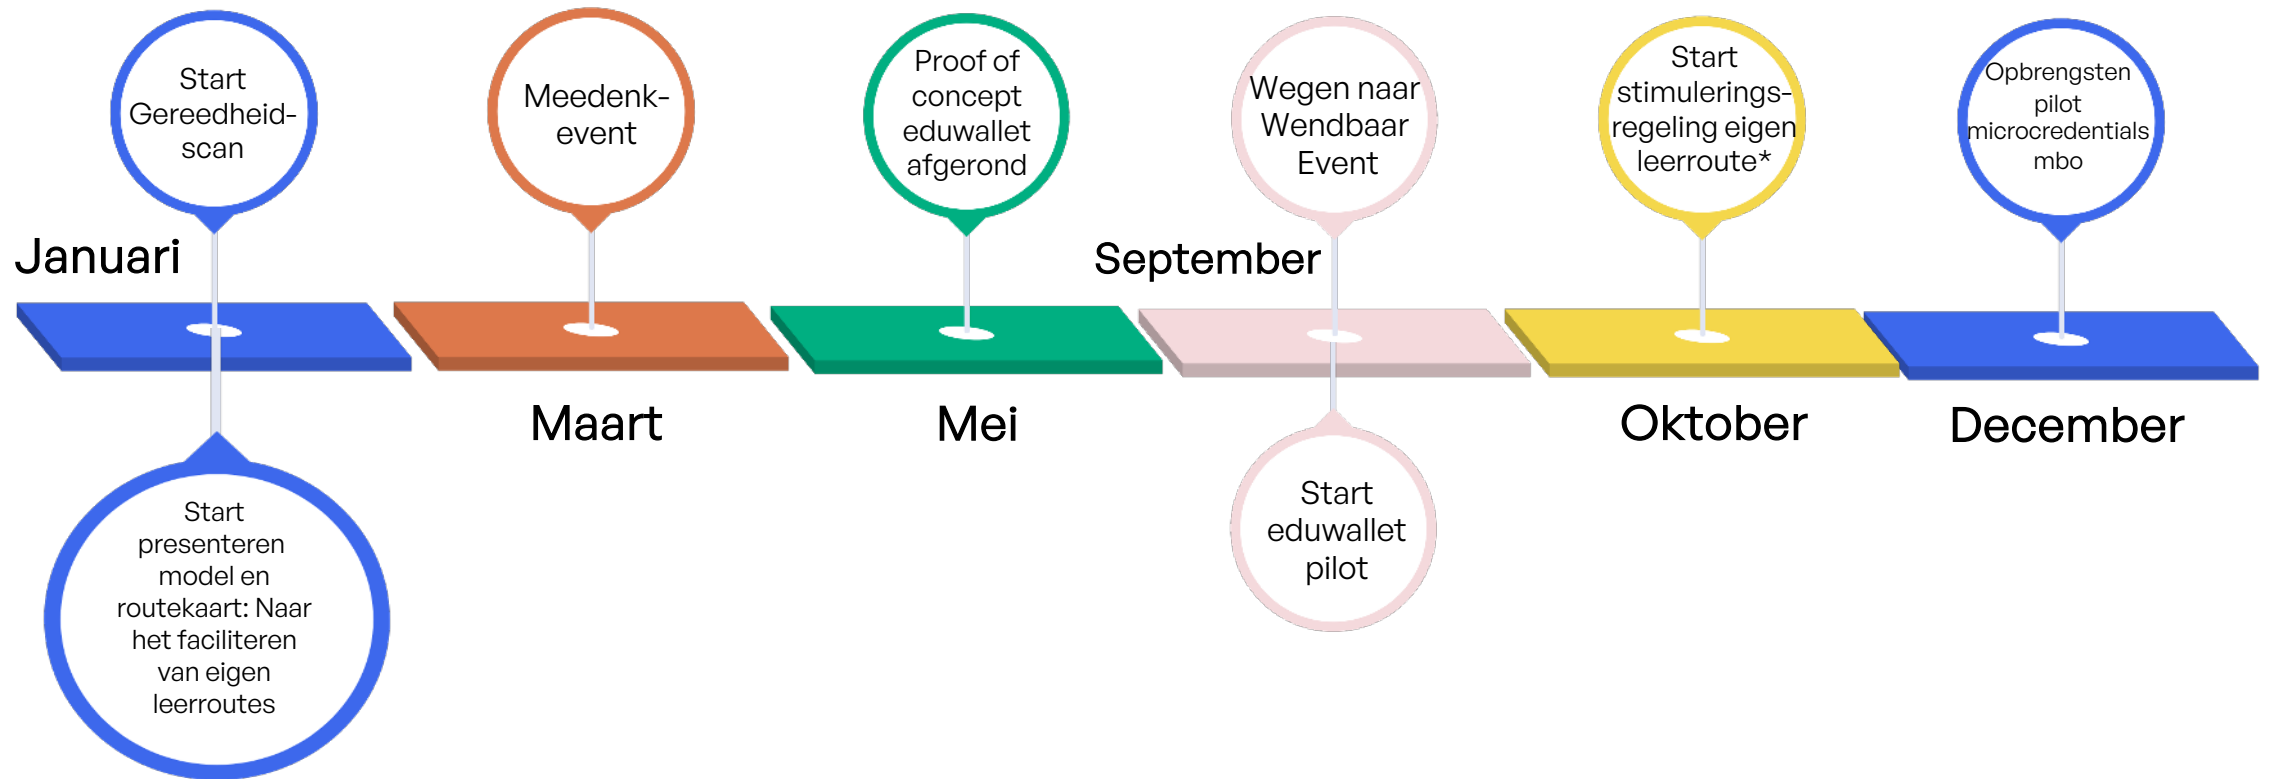 Start
Gereedheid-
scan
Januari
Start
presenteren
model en
routekaart: Naar
het faciliteren
van eigen
leerroutes
Meedenk-
event
Maart
Proof of
concept
eduwallet
afgerond
Mei
Wegen naar
Wendbaar
Event
September
Start
eduwallet
pilot
Start
stimulerings-
regeling eigen
leerroute*
Oktober
Opbrengsten
pilot
microcredentials
mbo
December